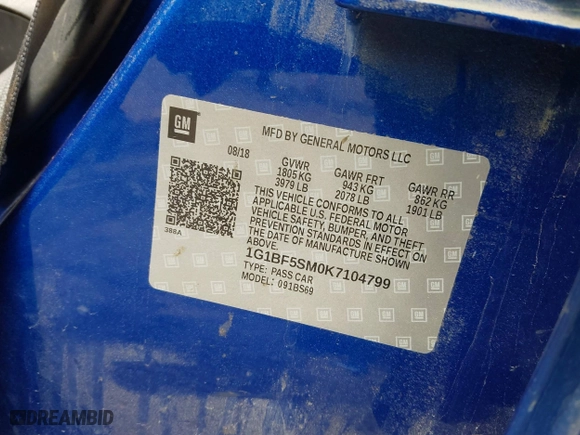 GM
MFD BY GENERAL MOTORS LLC
08/18
GVWR
1805 KG
3979 LB
GAWR FRT
943 KG
2078 LB
GAWR RR
862 KG
1901 LB
THIS VEHICLE CONFORMS TO ALL
APPLICABLE U.S. FEDERAL MOTOR
VEHICLE SAFETY, BUMPER, AND THEFT
PREVENTION STANDARDS IN EFFECT ON
THE DATE OF MANUFACTURE SHOWN
ABOVE.
388A
1G1BF5SM0K7104799
TYPE: PASS CAR
MODEL: 091BS69
DREAMBID